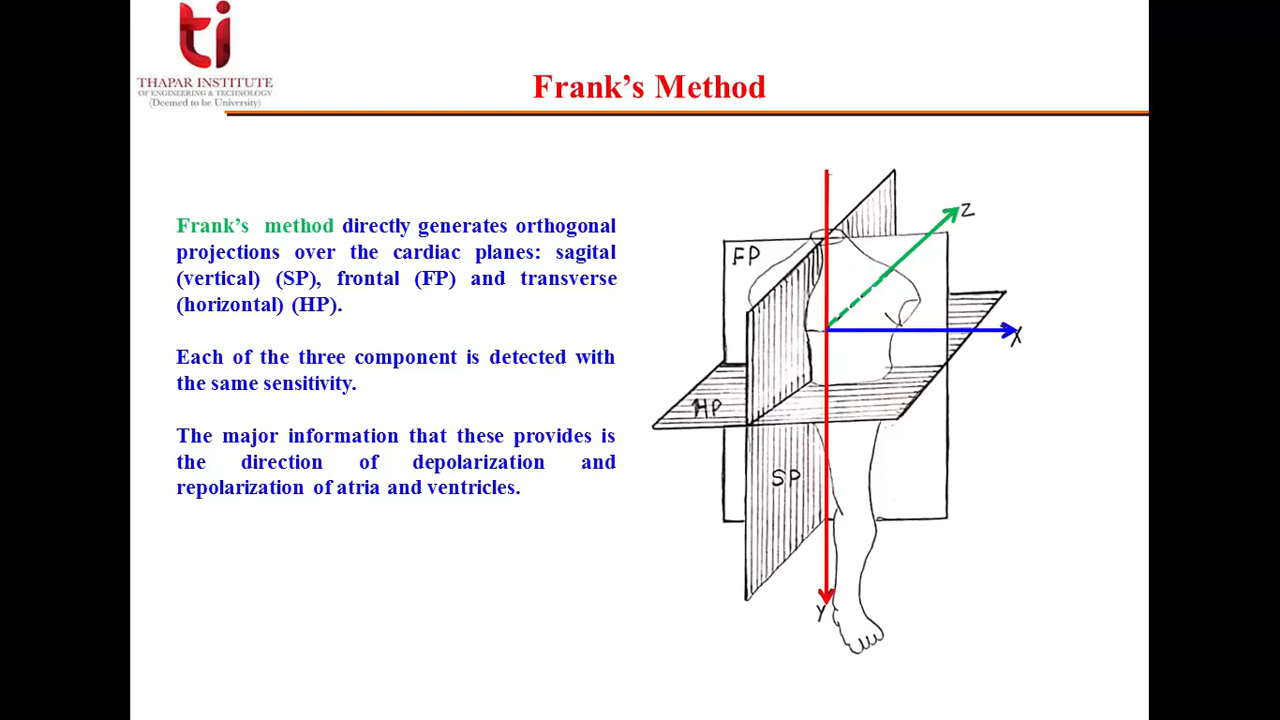 ti
THAPAR INSTITUTE
OF ENGINEERING & TECHNOLOGY
(Deemed to be University)
Frank's Method
Frank's method directly generates orthogonal
projections over the cardiac planes: sagital
(vertical) (SP), frontal (FP) and transverse
(horizontal) (HP).
Each of the three component is detected with
the same sensitivity.
The major information that these provides is
the direction of depolarization and
repolarization of atria and ventricles.
Z
FP
X
HP
SP
Y